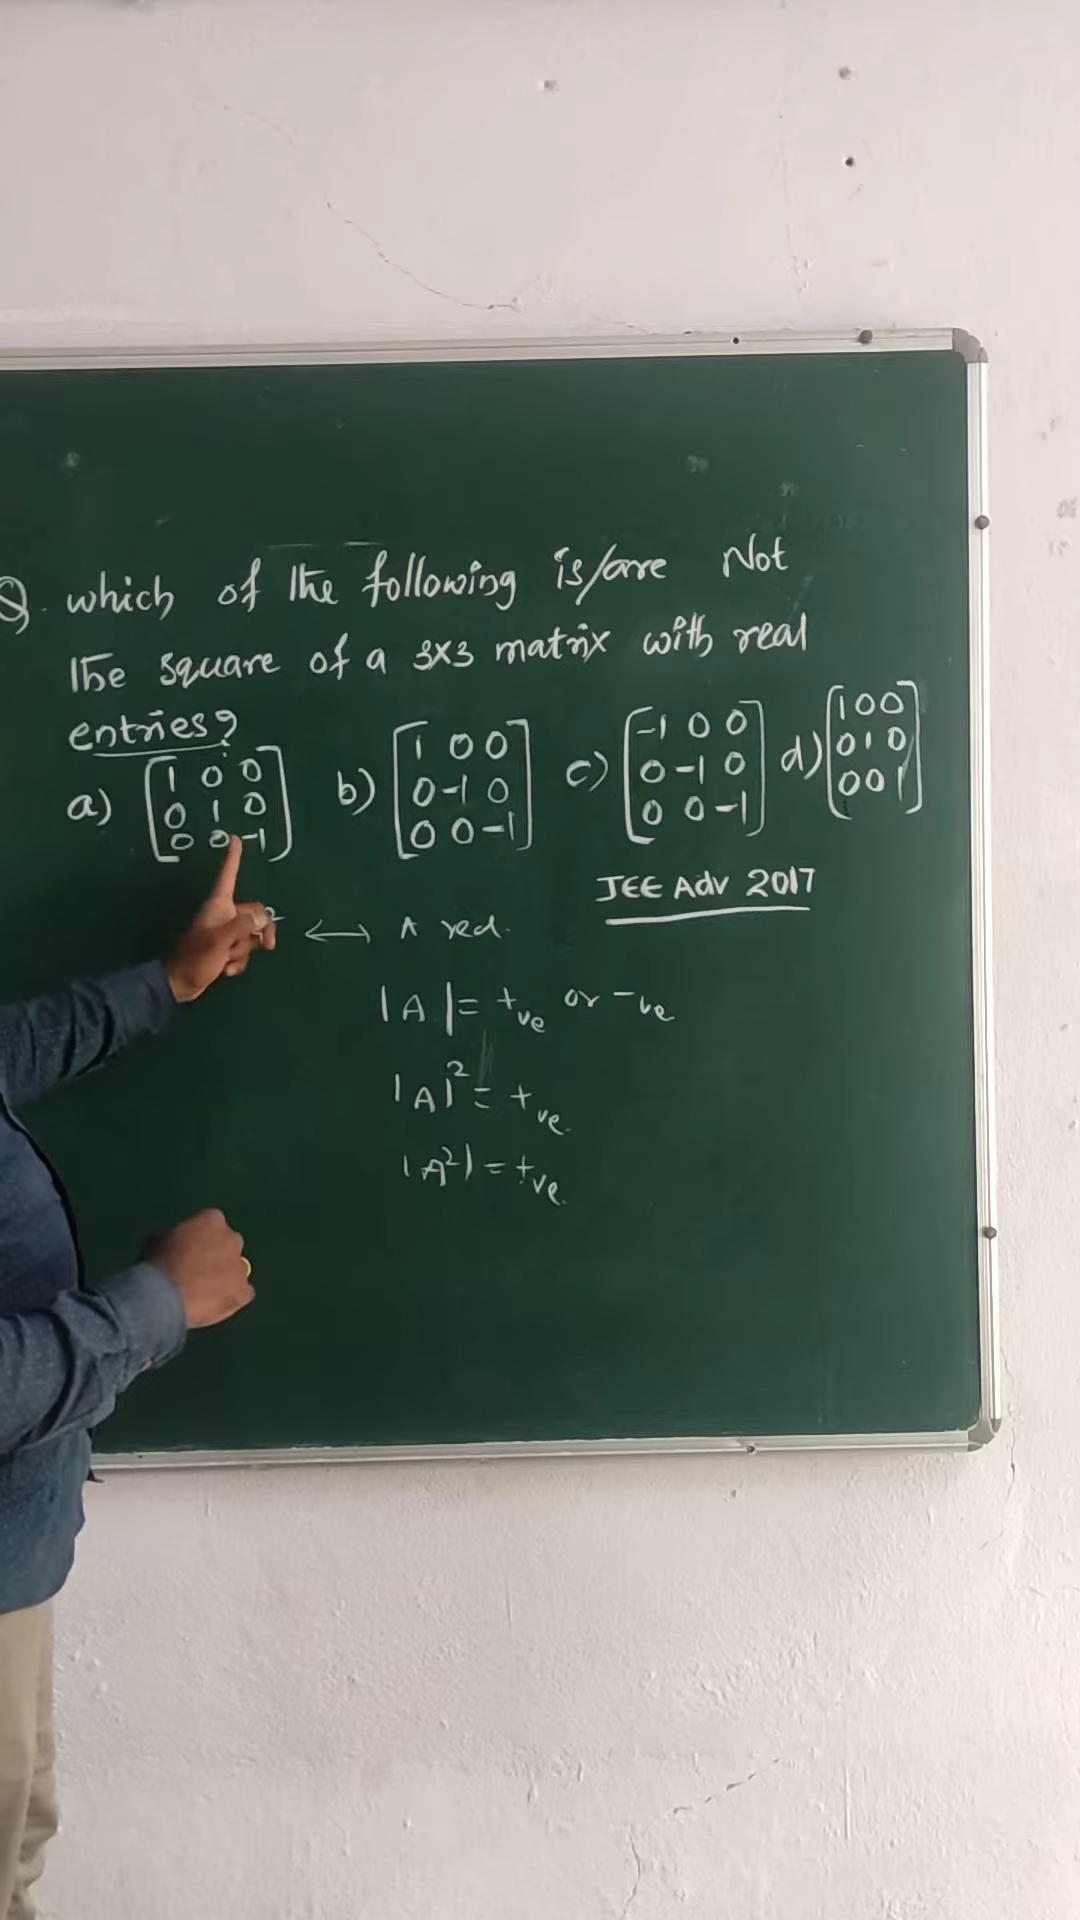 Q. which of the following is/are Not
the square of a 3x3 matrix with real
entries?
a) [1 0 0
0 1 0
0 0 -1]
b) [1 0 0
0 -1 0
0 0 -1]
c) [-1 0 0
0 -1 0
0 0 -1]
d) [1 0 0
0 1 0
0 0 1]
JEE Adv 2017
2 ↔ A
|A| = +ve or -ve
|A|² = +ve.
|A²| = +ve.